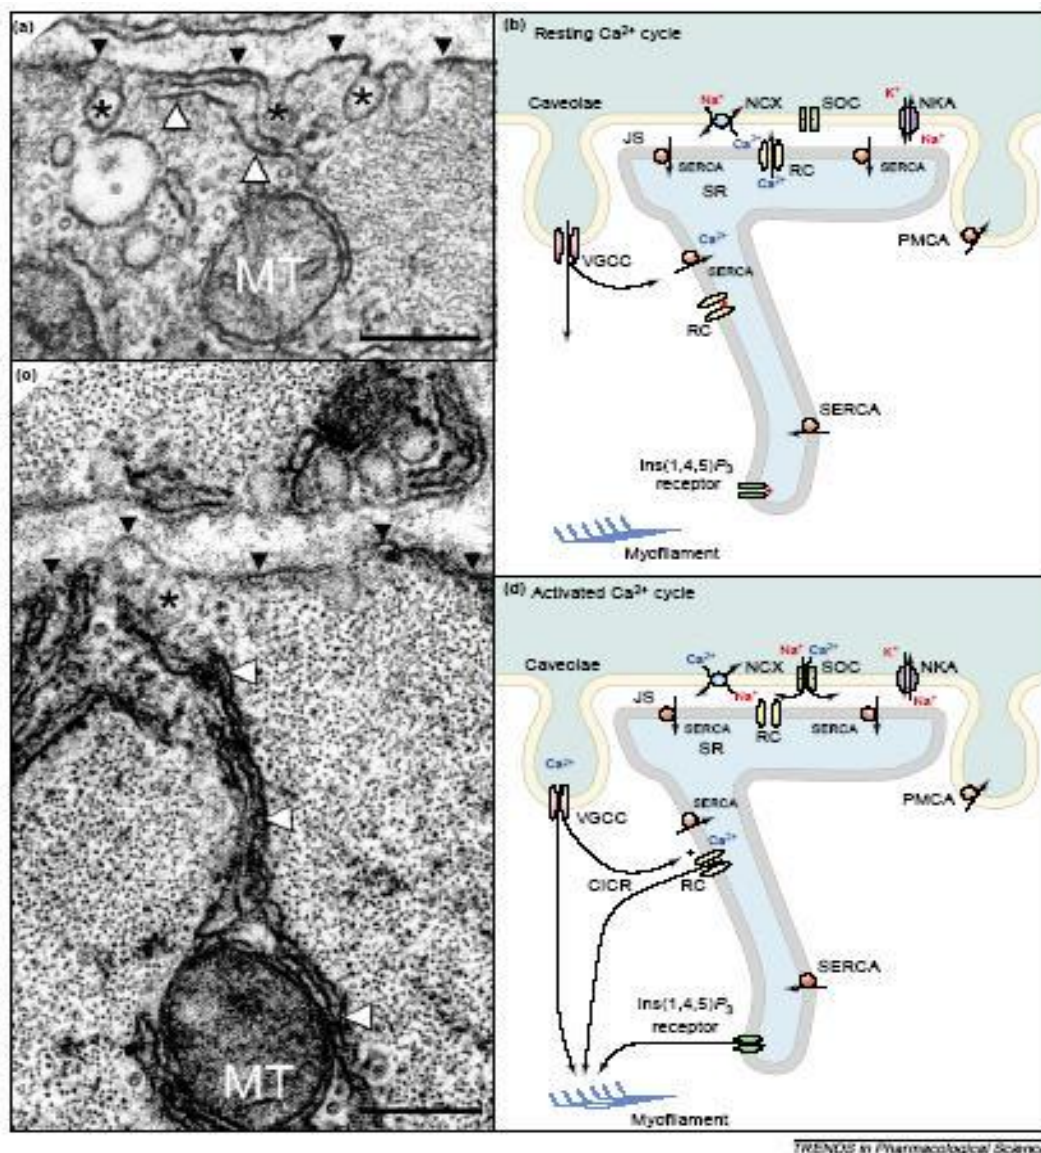 (a)
*
*
*
MT
(b) Resting Ca²⁺ cycle
Caveolae
Na⁺
NCX
SOC
K⁺
NKA
JS
Ca²⁺
Na⁺
SERCA
RC
SERCA
Ca²⁺
SR
VGCC
Ca²⁺
SERCA
PMCA
RC
SERCA
Ins(1,4,5)P₃
receptor
Myofilament
(c)
*
MT
(d) Activated Ca²⁺ cycle
Caveolae
Ca²⁺
NCX
Na⁺
Ca²⁺
SOC
K⁺
NKA
JS
Na⁺
Na⁺
SERCA
RC
SERCA
SR
Ca²⁺
VGCC
SERCA
PMCA
Ca²⁺
+
CICR
RC
SERCA
Ins(1,4,5)P₃
receptor
Myofilament
TRENDS in Pharmacological Science